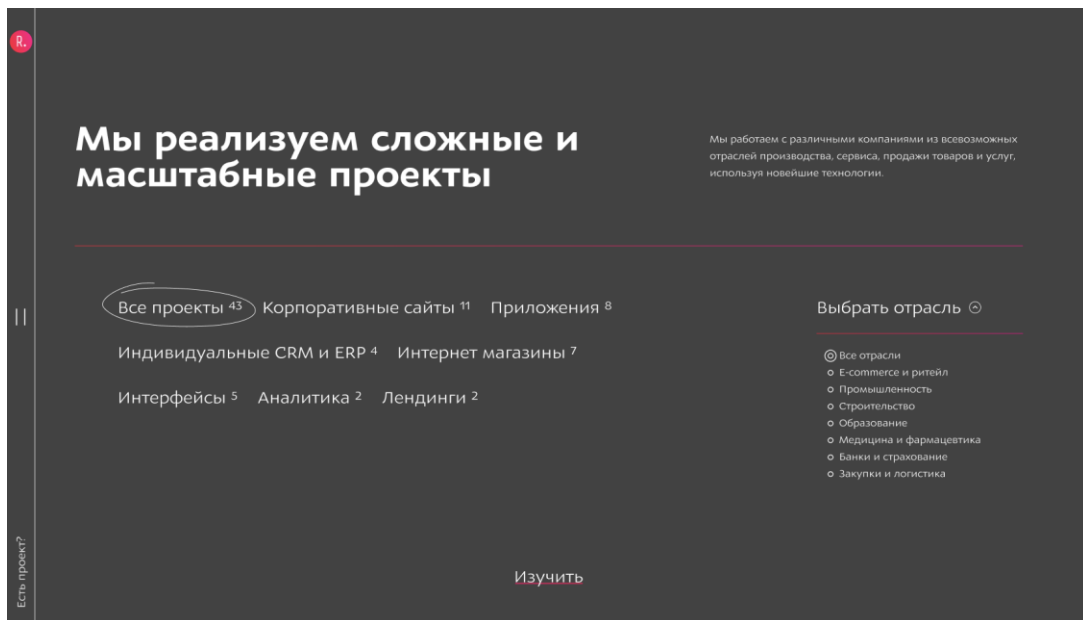 R.
Мы реализуем сложные и
масштабные проекты
Мы работаем с различными компаниями из всевозможных
отраслей производства, сервиса, продажи товаров и услуг,
используя новейшие технологии.
Все проекты 43 Корпоративные сайты 11 Приложения 8
Индивидуальные CRM и ERP 4 Интернет магазины 7
Интерфейсы 5 Аналитика 2 Лендинги 2
Выбрать отрасль
Все отрасли
E-commerce и ритейл
Промышленность
Строительство
Образование
Медицина и фармацевтика
Банки и страхование
Закупки и логистика
Изучить
Есть проект?